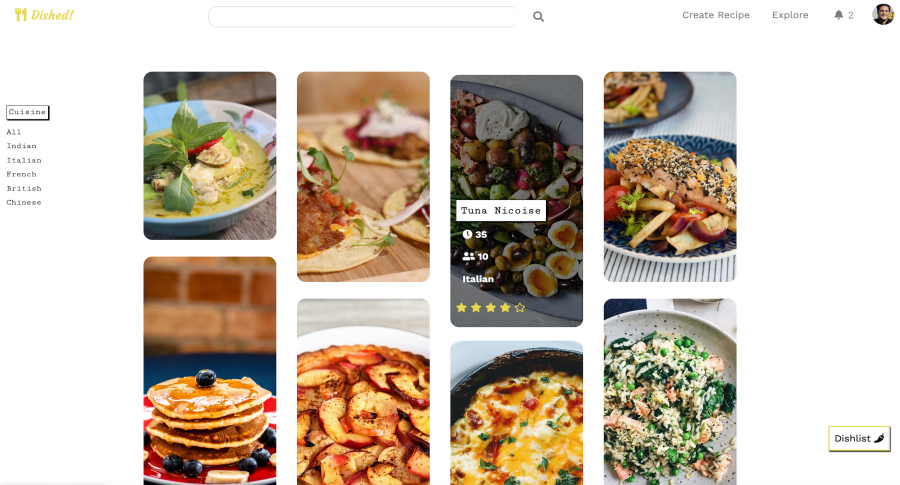 Dished!
Create Recipe
Explore
2
Cuisine
All
Indian
Italian
French
British
Chinese
Tuna Nicoise
35
10
Italian
Dishlist